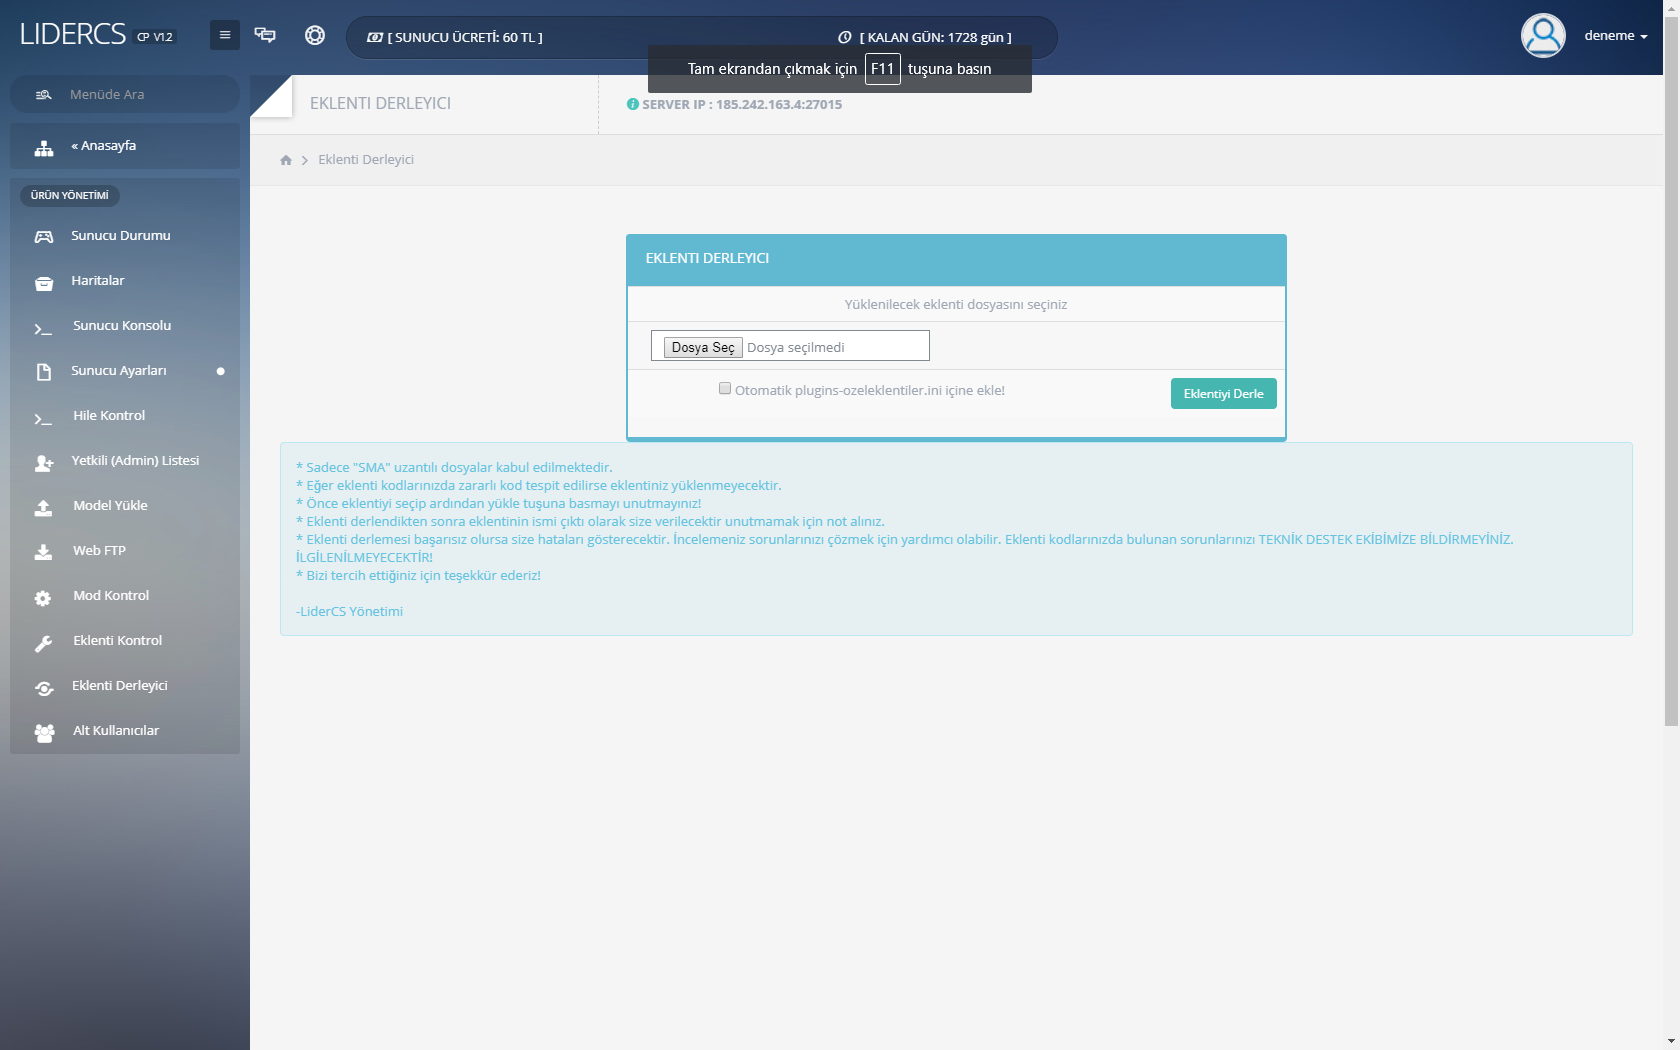 LIDERCS CP V1.2
[ SUNUCU ÜCRETİ: 60 TL ]
[ KALAN GÜN: 1728 gün ]
deneme
Tam ekrandan çıkmak için F11 tuşuna basın
Menüde Ara
EKLENTI DERLEYICI
SERVER IP : 185.242.163.4:27015
« Anasayfa
Eklenti Derleyici
ÜRÜN YÖNETİMİ
Sunucu Durumu
Haritalar
Sunucu Konsolu
Sunucu Ayarları
Hile Kontrol
Yetkili (Admin) Listesi
Model Yükle
Web FTP
Mod Kontrol
Eklenti Kontrol
Eklenti Derleyici
Alt Kullanıcılar
EKLENTI DERLEYICI
Yüklenilecek eklenti dosyasını seçiniz
Dosya Seç Dosya seçilmedi
Otomatik plugins-ozeleklentiler.ini içine ekle!
Eklentiyi Derle
* Sadece "SMA" uzantılı dosyalar kabul edilmektedir.
* Eğer eklenti kodlarınızda zararlı kod tespit edilirse eklentiniz yüklenmeyecektir.
* Önce eklentiyi seçip ardından yükle tuşuna basmayı unutmayınız!
* Eklenti derlendikten sonra eklentinin ismi çıktı olarak size verilecektir unutmamak için not alınız.
* Eklenti derlemesi başarısız olursa size hataları gösterecektir. İncelemeniz sorunlarınızı çözmek için yardımcı olabilir. Eklenti kodlarınızda bulunan sorunlarınızı TEKNİK DESTEK EKİBİMİZE BİLDİRMEYİNİZ.
İLGİLENİLMEYECEKTİR!
* Bizi tercih ettiğiniz için teşekkür ederiz!
-LiderCS Yönetimi